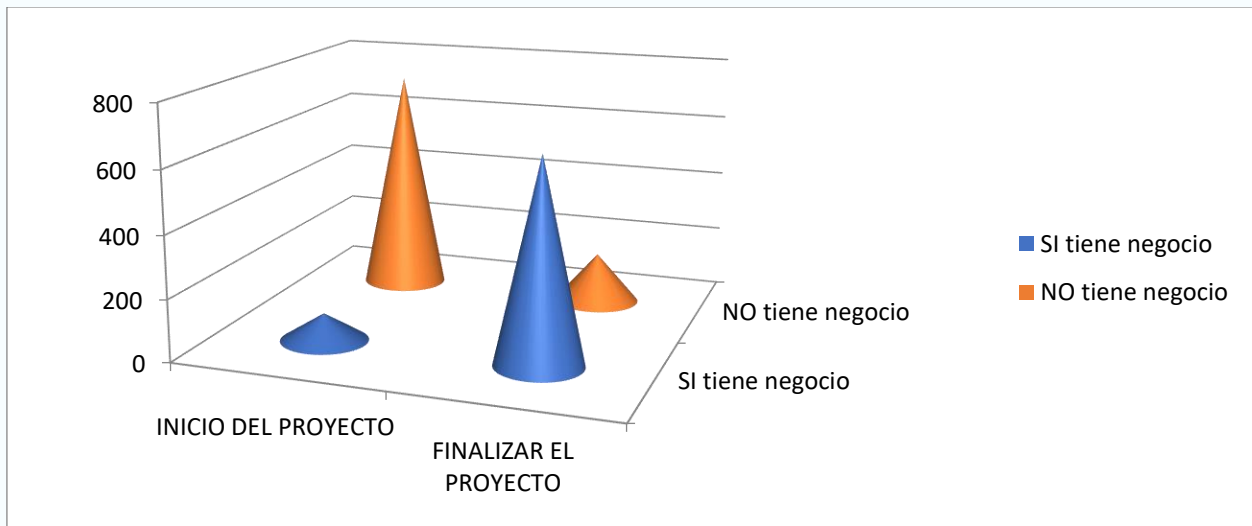 800
600
400
200
0
INICIO DEL PROYECTO
FINALIZAR EL
PROYECTO
NO tiene negocio
SI tiene negocio
SI tiene negocio
NO tiene negocio